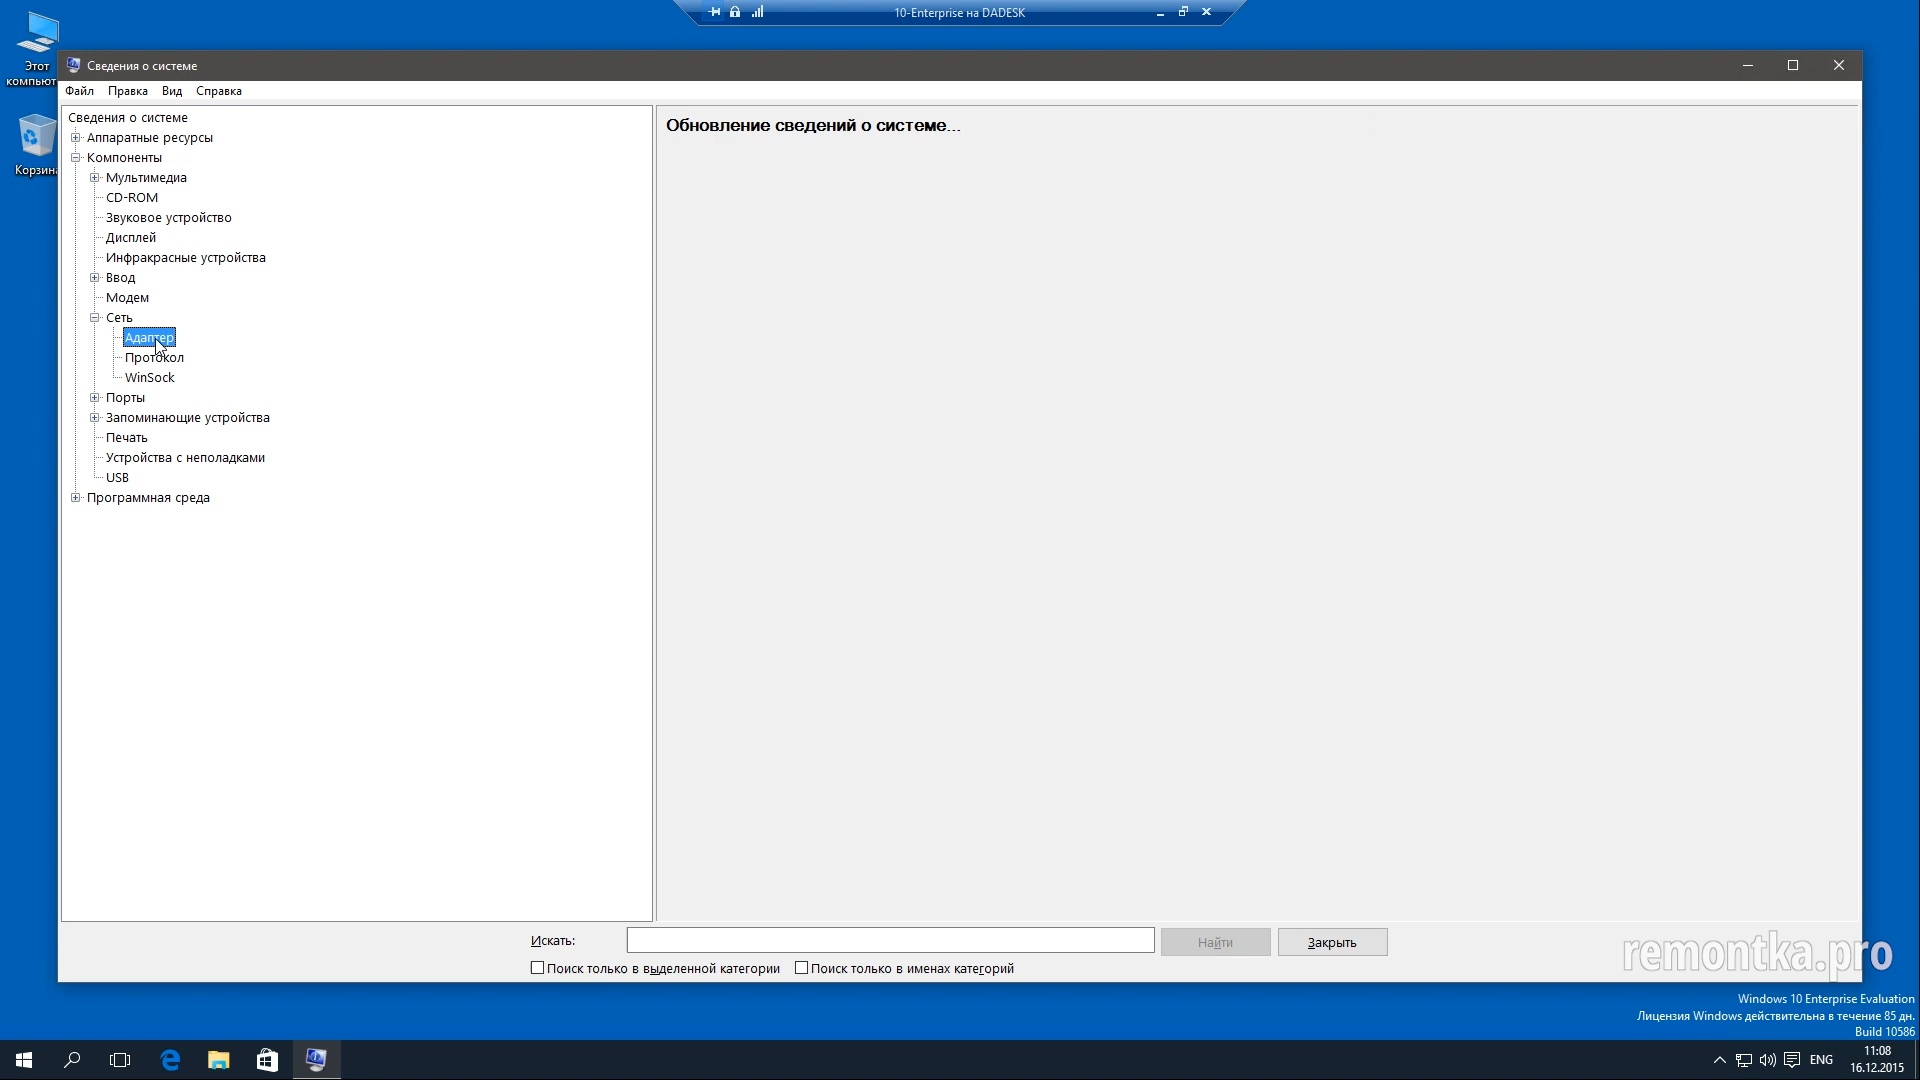 10-Enterprise на DADESK
Этот
компьют
Корзина
Сведения о системе
Файл Правка Вид Справка
Сведения о системе
Аппаратные ресурсы
Компоненты
Мультимедиа
CD-ROM
Звуковое устройство
Дисплей
Инфракрасные устройства
Ввод
Модем
Сеть
Адаптер
Протокол
WinSock
Порты
Запоминающие устройства
Печать
Устройства с неполадками
USB
Программная среда
Обновление сведений о системе...
Искать:
Найти
Закрыть
Поиск только в выделенной категории
Поиск только в именах категорий
remontka.pro
Windows 10 Enterprise Evaluation
Лицензия Windows действительна в течение 85 дн.
Build 10586
ENG
11:08
16.12.2015